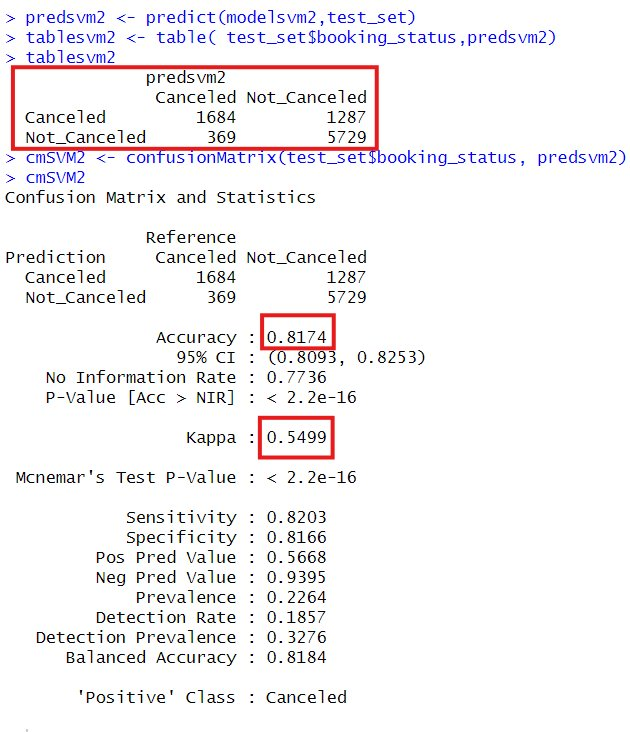 > predsvm2 <- predict(modelsvm2,test_set)
> tablesvm2 <- table( test_set$booking_status,predsvm2)
> tablesvm2
predsvm2
Canceled Not_Canceled
Canceled 1684 1287
Not_Canceled 369 5729
> cmSVM2 <- confusionMatrix(test_set$booking_status, predsvm2)
> cmSVM2
Confusion Matrix and Statistics
Reference
Prediction Canceled Not_Canceled
Canceled 1684 1287
Not_Canceled 369 5729
Accuracy : 0.8174
95% CI : (0.8093, 0.8253)
No Information Rate : 0.7736
P-Value [Acc > NIR] : < 2.2e-16
Kappa : 0.5499
Mcnemar's Test P-Value : < 2.2e-16
Sensitivity : 0.8203
Specificity : 0.8166
Pos Pred Value : 0.5668
Neg Pred Value : 0.9395
Prevalence : 0.2264
Detection Rate : 0.1857
Detection Prevalence : 0.3276
Balanced Accuracy : 0.8184
'Positive' Class : Canceled